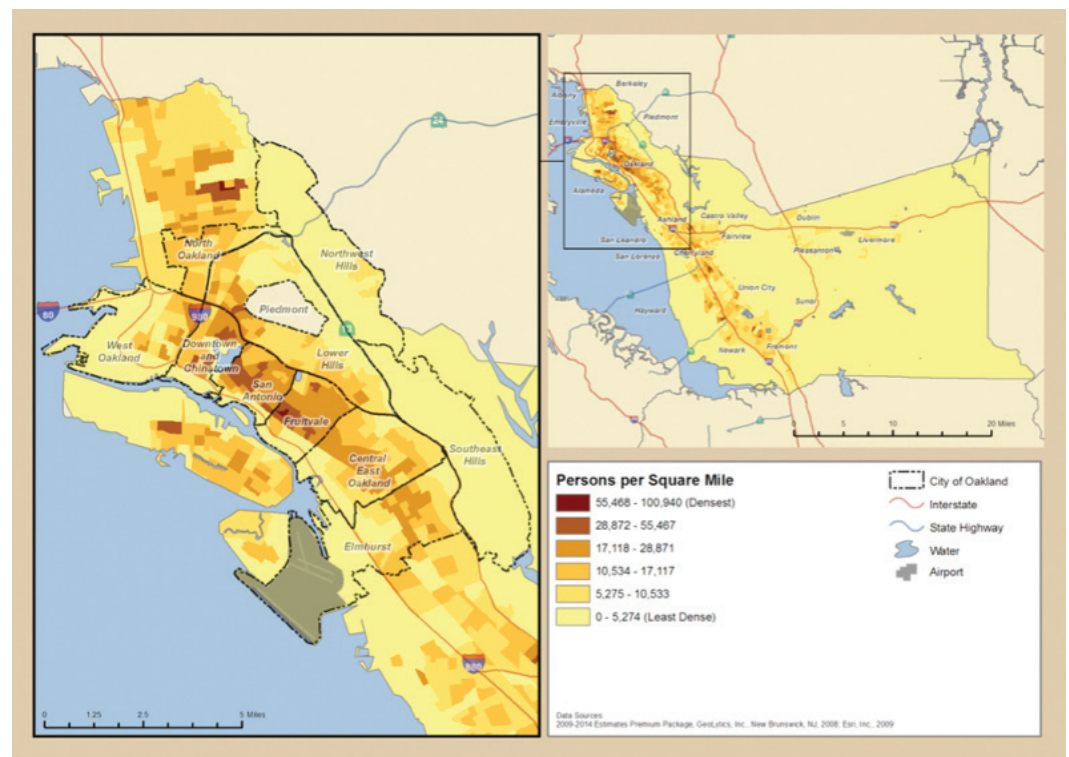 24
North
Oakland
Northwest
Hills
80
980
Piedmont
West
Oakland
Downtown
and
Chinatown
Lower
Hills
San
Antonio
Fruitvale
Central
East
Oakland
Southeast
Hills
Elmhurst
880
0 1.25 2.5 5 Miles
Berkeley
Albany
Emeryville
Piedmont
Oakland
Alameda
Ashland
Castro Valley
Dublin
San Leandro
Cherryland
Fairview
Pleasanton
Livermore
San Lorenzo
Union City
Sunol
Hayward
Newark
Fremont
0 5 10 20 Miles
Persons per Square Mile
55,468 - 100,940 (Densest)
28,872 - 55,467
17,118 - 28,871
10,534 - 17,117
5,275 - 10,533
0 - 5,274 (Least Dense)
City of Oakland
Interstate
State Highway
Water
Airport
Data Sources:
2009-2014 Estimates Premium Package, GeoLytics, Inc., New Brunswick, NJ, 2008; Esri, Inc., 2009